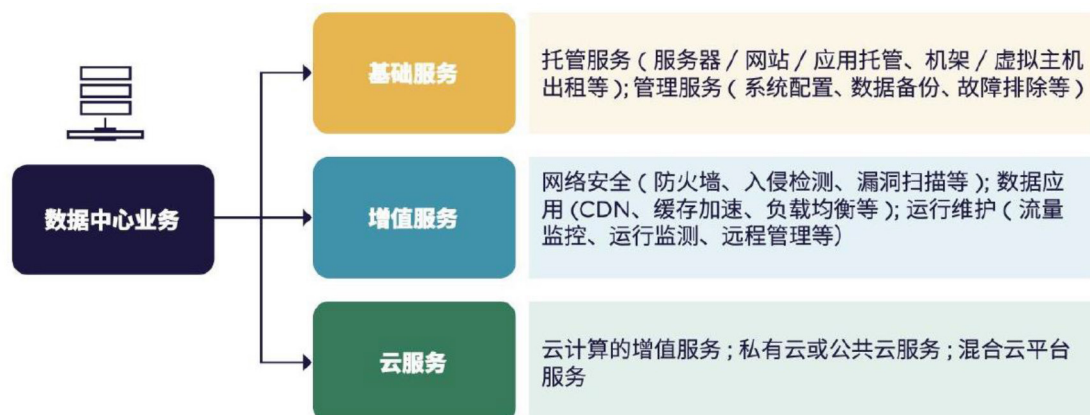 数据中心业务
基础服务
托管服务（服务器／网站／应用托管、机架／虚拟主机
出租等）；管理服务（系统配置、数据备份、故障排除等）
增值服务
网络安全（防火墙、入侵检测、漏洞扫描等）；数据应
用（CDN、缓存加速、负载均衡等）；运行维护（流量
监控、运行监测、远程管理等）
云服务
云计算的增值服务；私有云或公共云服务；混合云平台
服务